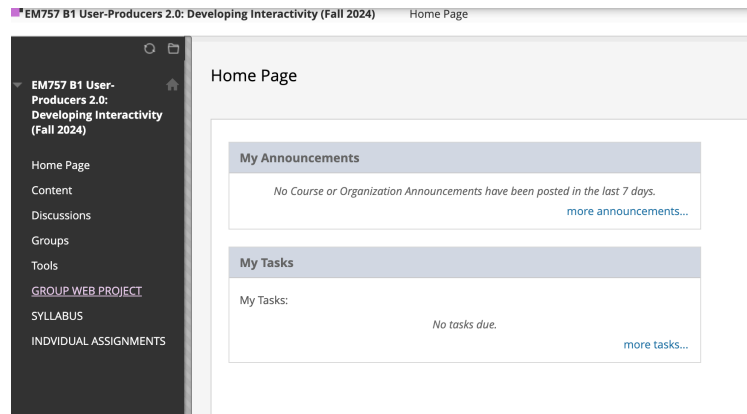 EM757 B1 User-Producers 2.0: Developing Interactivity (Fall 2024) Home Page
EM757 B1 User-
Producers 2.0:
Developing Interactivity
(Fall 2024)
Home Page
Content
Discussions
Groups
Tools
GROUP WEB PROJECT
SYLLABUS
INDVIDUAL ASSIGNMENTS
Home Page
My Announcements
No Course or Organization Announcements have been posted in the last 7 days.
more announcements...
My Tasks
My Tasks:
No tasks due.
more tasks...